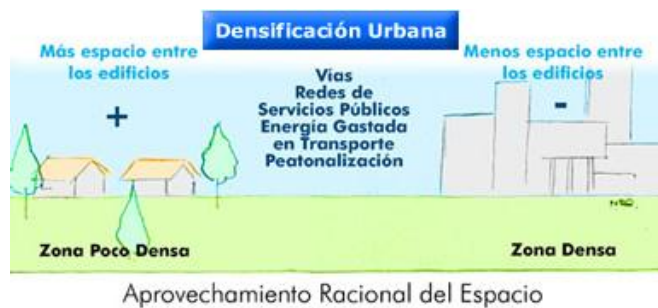 Densificación Urbana
Más espacio entre
los edificios
+
Vías
Redes de
Servicios Públicos
Energía Gastada
en Transporte
Peatonalización
Menos espacio entre
los edificios
-
Zona Poco Densa
Zona Densa
Aprovechamiento Racional del Espacio